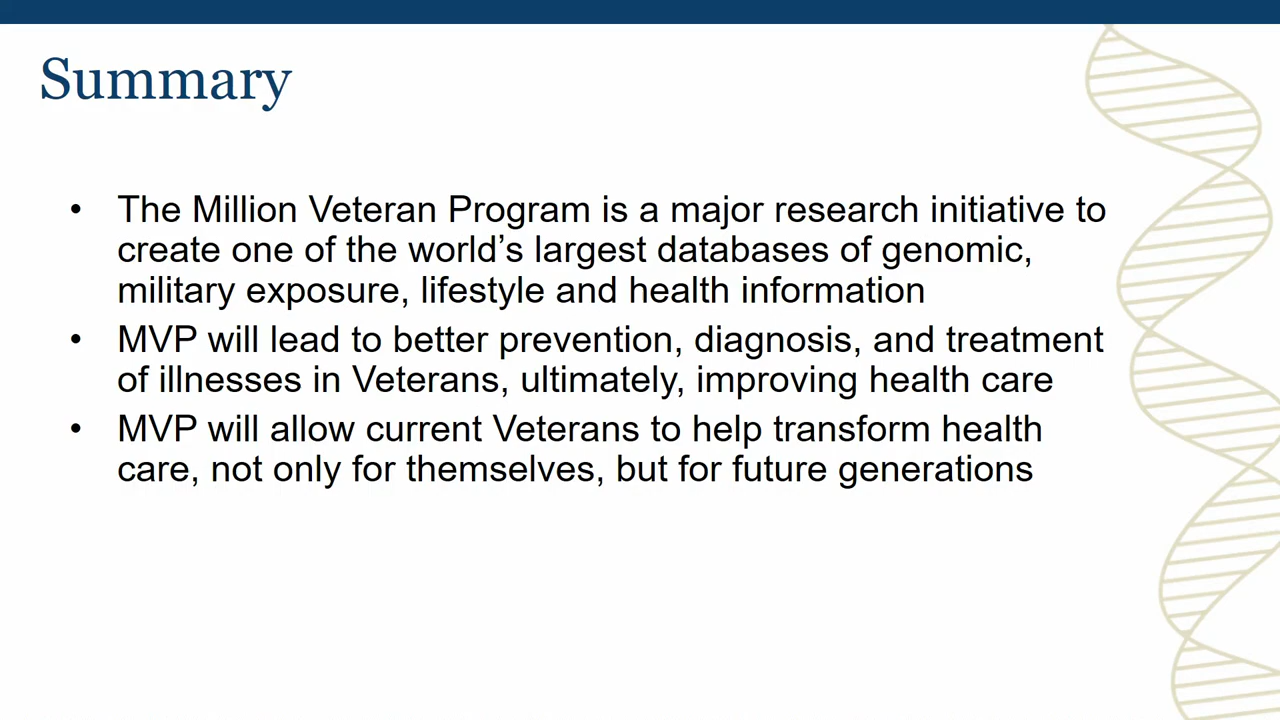 Summary
• The Million Veteran Program is a major research initiative to
create one of the world’s largest databases of genomic,
military exposure, lifestyle and health information
• MVP will lead to better prevention, diagnosis, and treatment
of illnesses in Veterans, ultimately, improving health care
• MVP will allow current Veterans to help transform health
care, not only for themselves, but for future generations